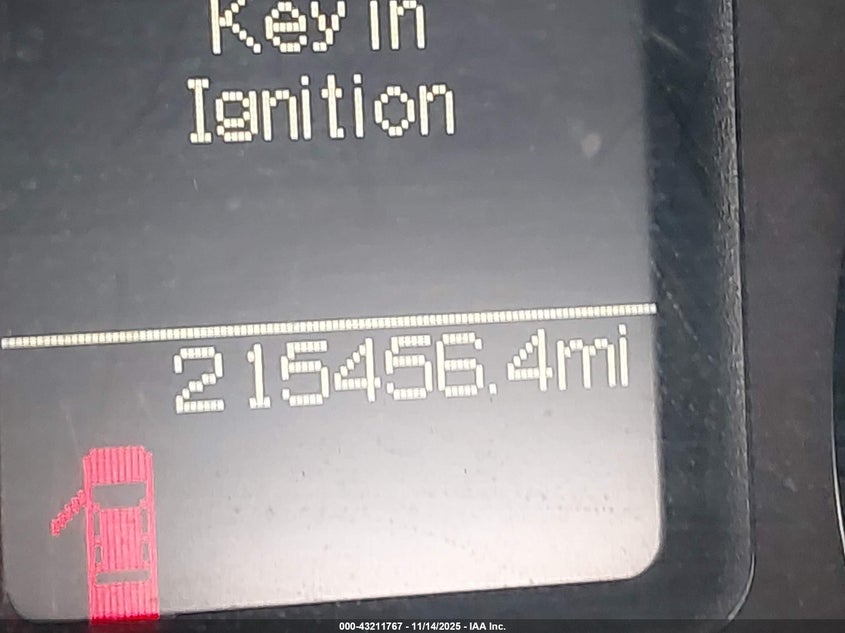 Key in
Ignition
215456.4mi
000-43211767 - 11/14/2025 - IAA Inc.